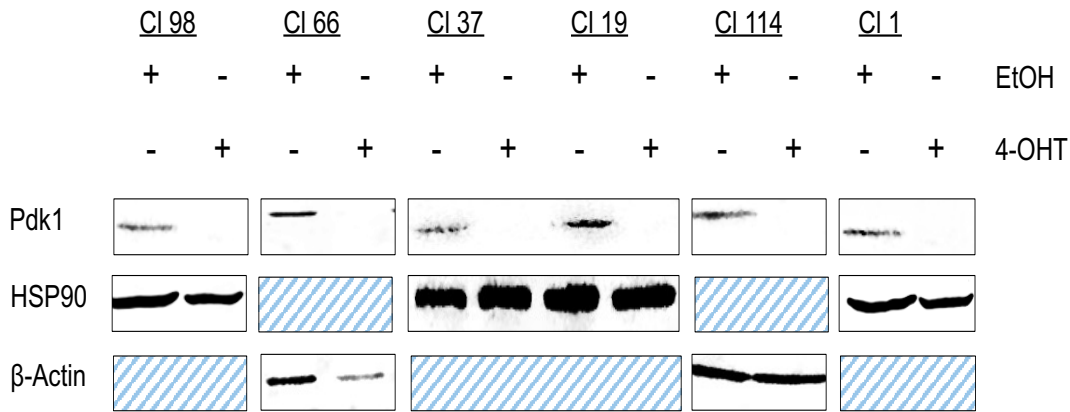 Cl 98 Cl 66 Cl 37 Cl 19 Cl 114 Cl 1
+ - + - + - + - + - + - EtOH
- + - + - + - + - + - + 4-OHT
Pdk1
HSP90
β-Actin